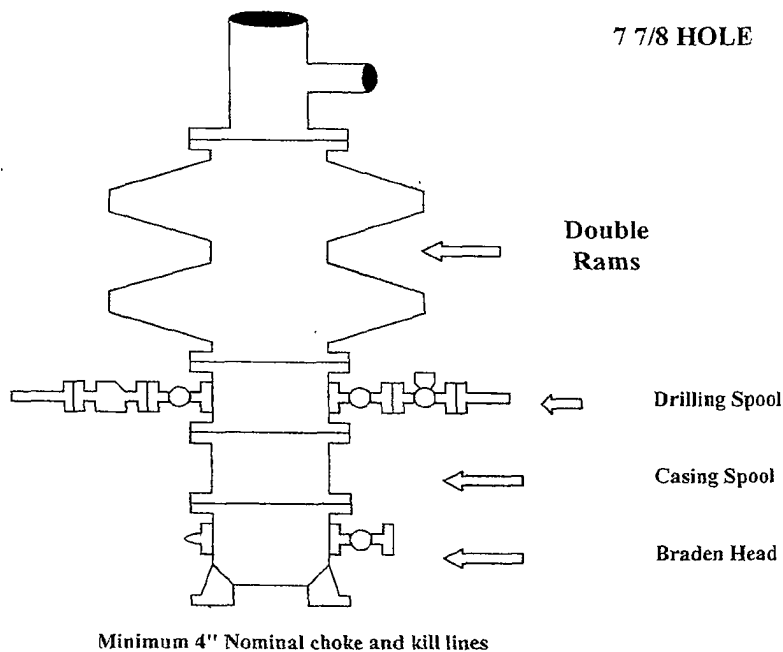 7 7/8 HOLE
Double
Rams
Drilling Spool
Casing Spool
Braden Head
Minimum 4" Nominal choke and kill lines